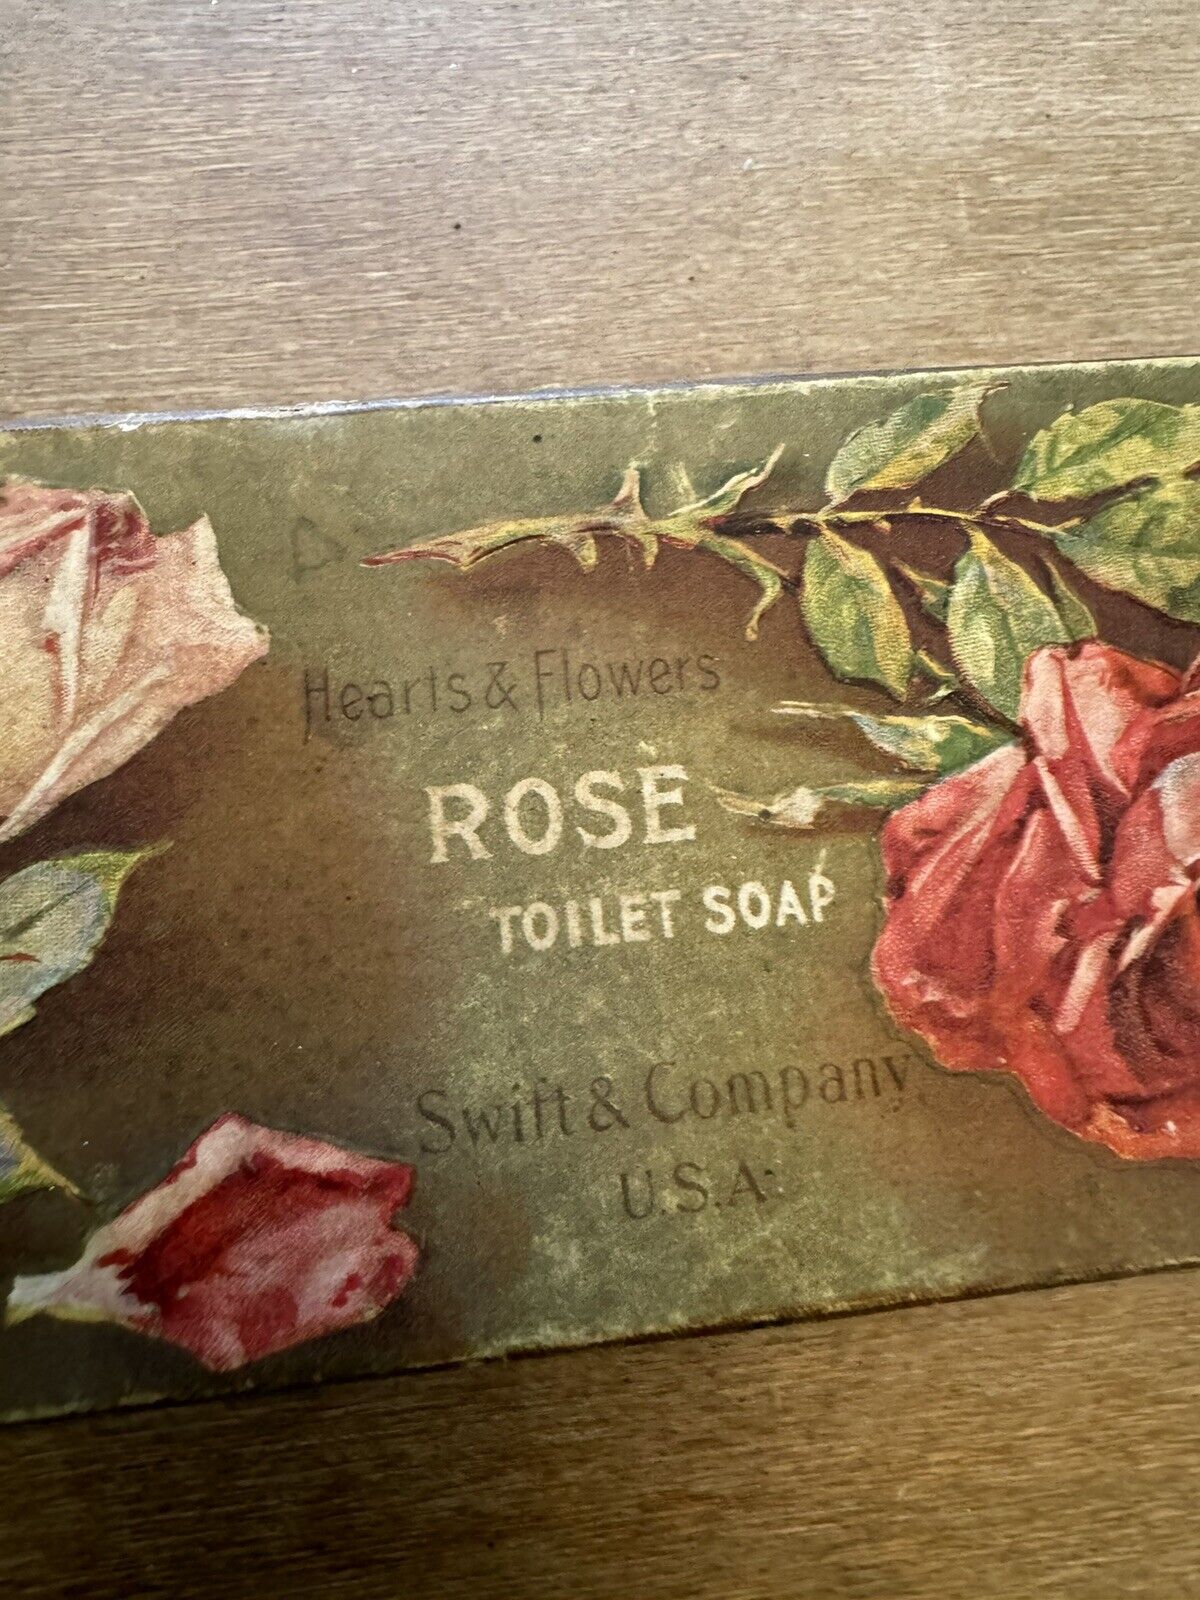 Hearts & Flowers
ROSE
TOILET SOAP
Swift & Company,
U.S.A.